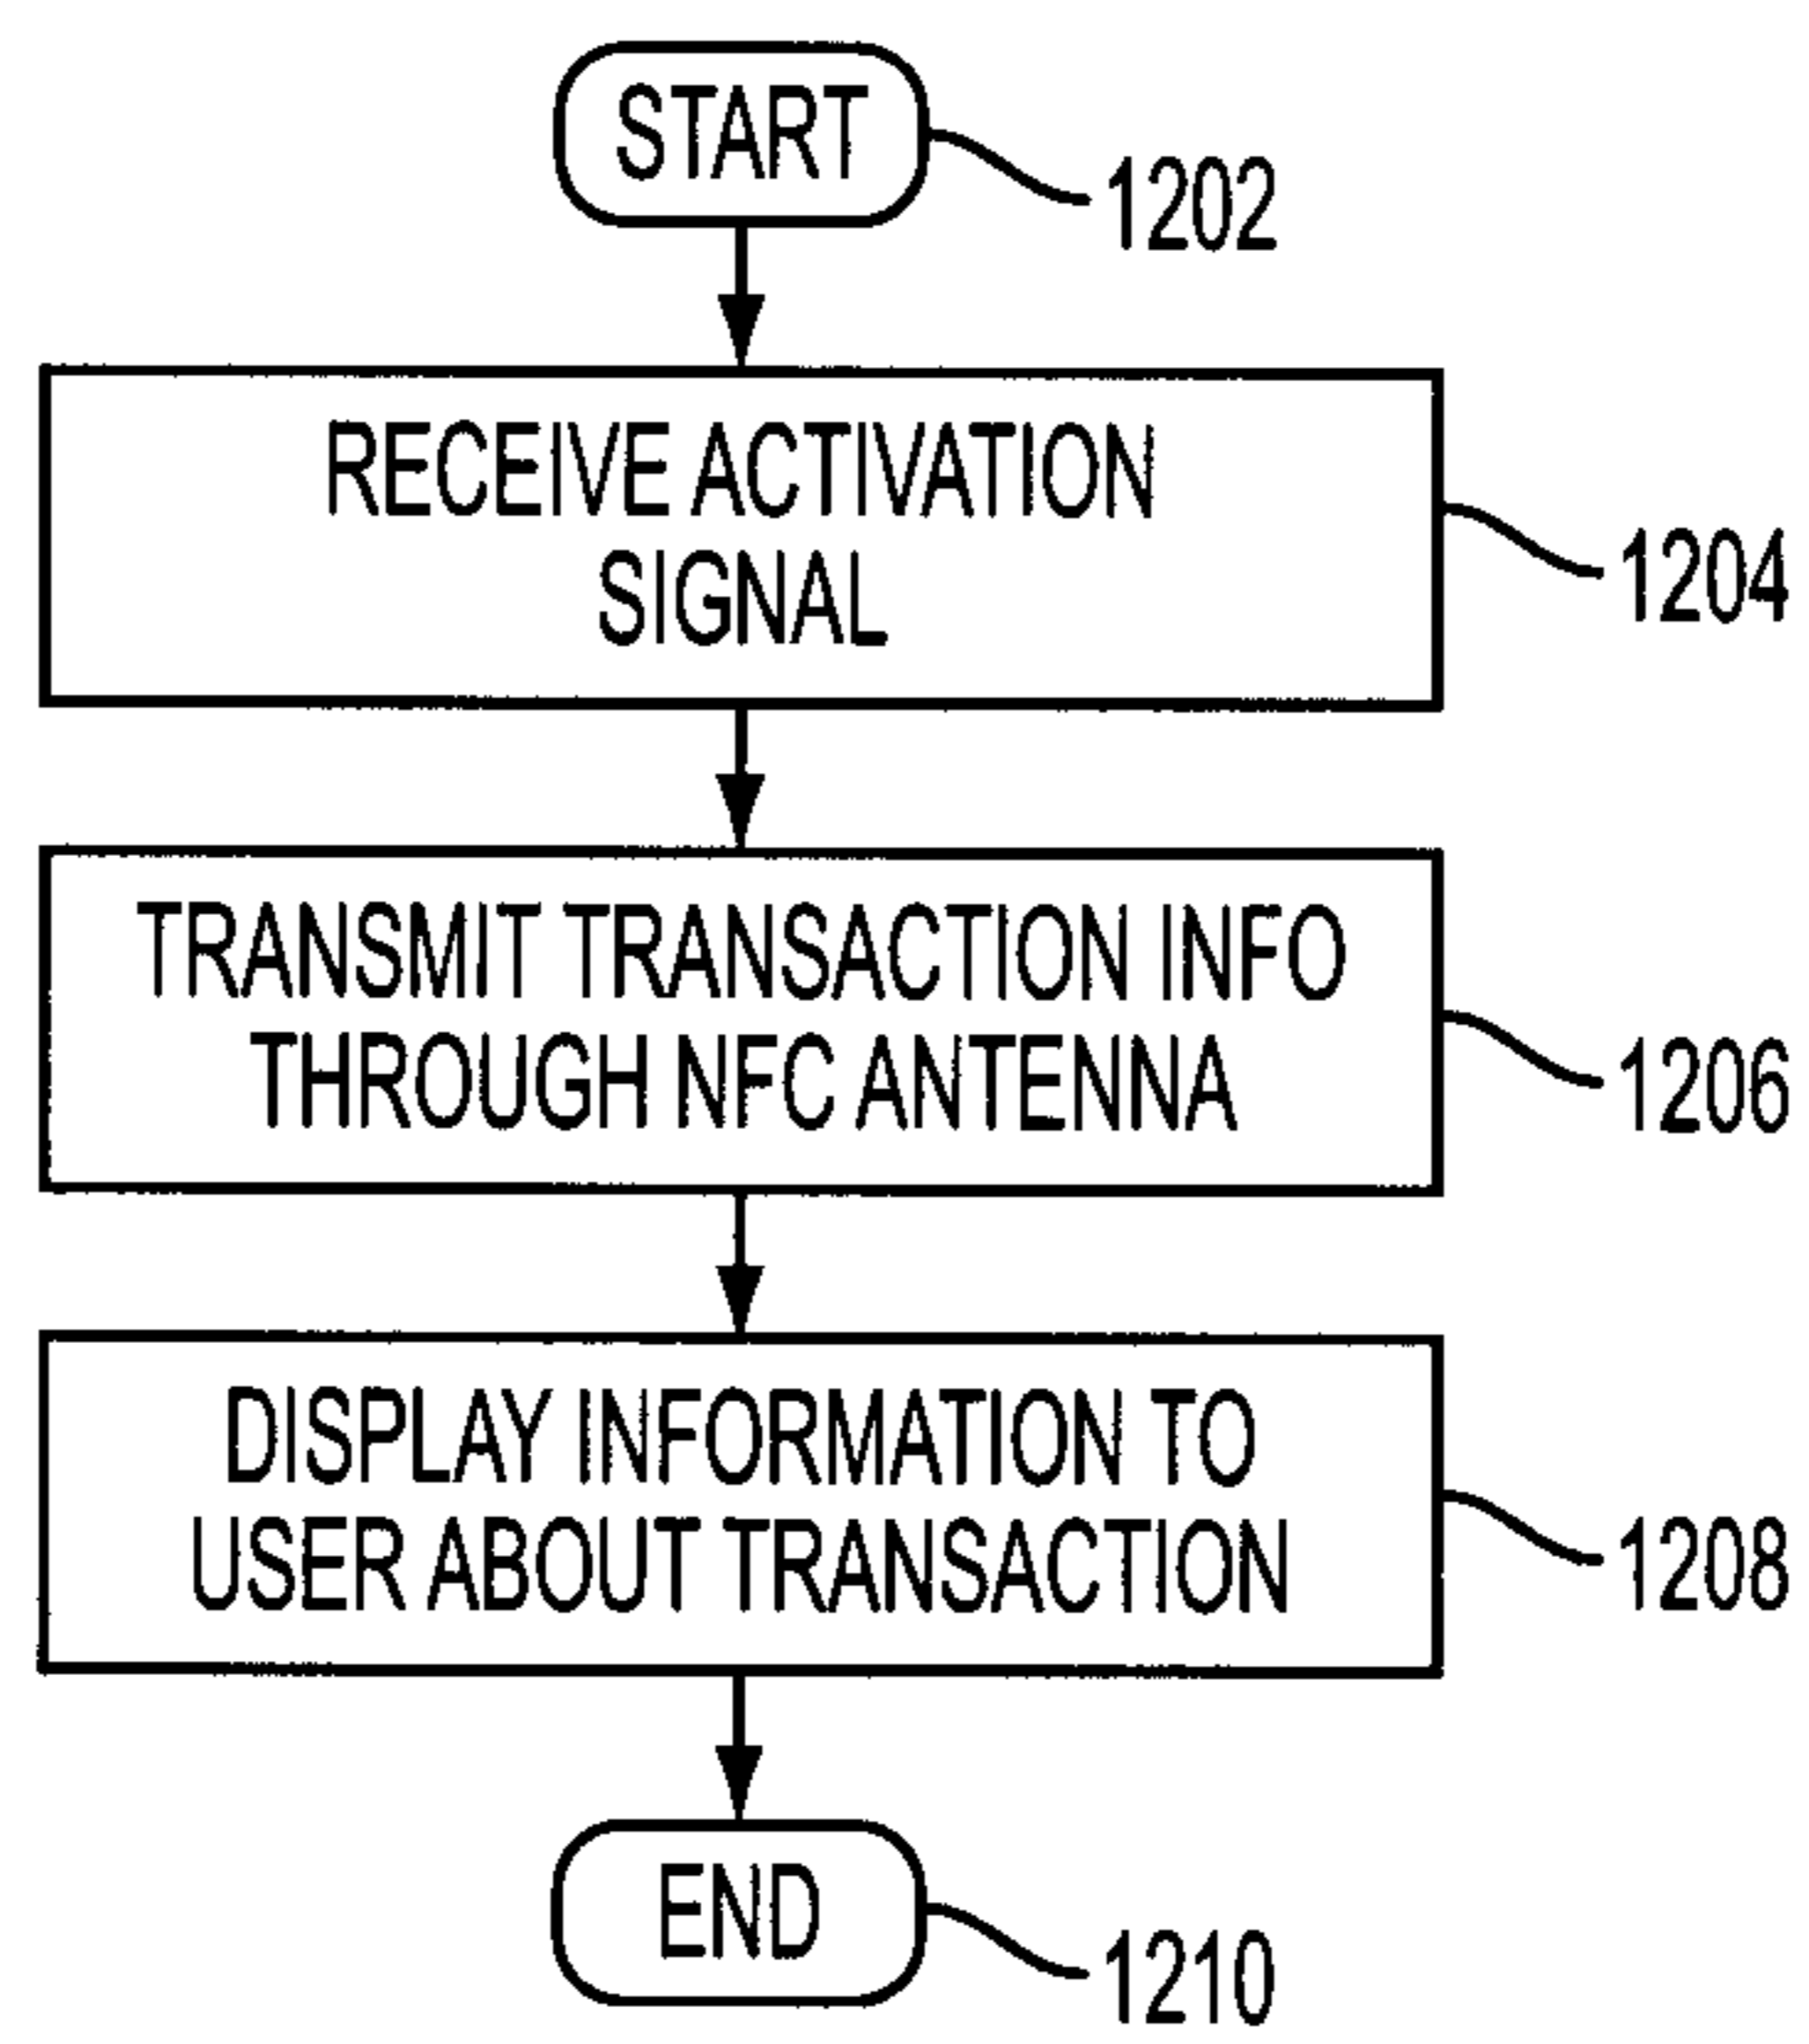 START
1202
RECEIVE ACTIVATION
SIGNAL
1204
TRANSMIT TRANSACTION INFO
THROUGH NFC ANTENNA
1206
DISPLAY INFORMATION TO
USER ABOUT TRANSACTION
1208
END
1210